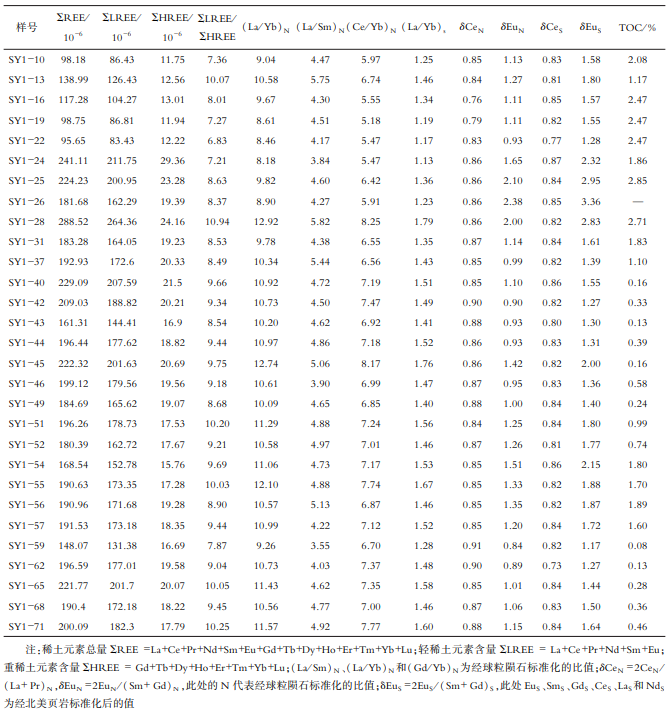 样号 ΣREE/ 10⁻⁶ ΣLREE/ 10⁻⁶ ΣHREE/ 10⁻⁶ ΣLREE/ ΣHREE (La/Yb)N (La/Sm)N (Ce/Yb)N (La/Yb)s δCeN δEuN δCeS δEuS TOC/%
SY1-10 98.18 86.43 11.75 7.36 9.04 4.47 5.97 1.25 0.85 1.13 0.83 1.58 2.08
SY1-13 138.99 126.43 12.56 10.07 10.58 5.75 6.74 1.46 0.84 1.27 0.81 1.80 1.17
SY1-16 117.28 104.27 13.01 8.01 9.67 4.30 5.55 1.34 0.76 1.11 0.85 1.57 2.47
SY1-19 98.75 86.81 11.94 7.27 8.61 4.51 5.18 1.19 0.79 1.11 0.82 1.55 2.47
SY1-22 95.65 83.43 12.22 6.83 8.46 4.17 5.47 1.17 0.83 0.93 0.77 1.28 2.47
SY1-24 241.11 211.75 29.36 7.21 8.18 3.84 5.47 1.13 0.86 1.65 0.87 2.32 1.86
SY1-25 224.23 200.95 23.28 8.63 9.82 4.60 6.42 1.36 0.86 2.10 0.84 2.95 2.85
SY1-26 181.68 162.29 19.39 8.37 8.90 4.27 5.91 1.23 0.86 2.38 0.85 3.36 —
SY1-28 288.52 264.36 24.16 10.94 12.92 5.82 8.25 1.79 0.86 2.00 0.82 2.83 2.71
SY1-31 183.28 164.05 19.23 8.53 9.78 4.38 6.55 1.35 0.87 1.14 0.84 1.61 1.83
SY1-37 192.93 172.6 20.33 8.49 10.34 5.44 6.56 1.43 0.85 0.99 0.82 1.39 1.10
SY1-40 229.09 207.59 21.5 9.66 10.92 4.72 7.19 1.51 0.85 1.10 0.86 1.55 0.16
SY1-42 209.03 188.82 20.21 9.34 10.73 4.50 7.47 1.49 0.90 0.90 0.82 1.27 0.33
SY1-43 161.31 144.41 16.9 8.54 10.20 4.62 6.92 1.41 0.88 0.93 0.80 1.30 0.13
SY1-44 196.44 177.62 18.82 9.44 10.97 4.86 7.18 1.52 0.86 0.93 0.83 1.31 0.39
SY1-45 222.32 201.63 20.69 9.75 12.74 5.06 8.17 1.76 0.86 1.42 0.82 2.00 0.16
SY1-46 199.12 179.56 19.56 9.18 10.61 3.90 6.99 1.47 0.87 0.95 0.83 1.36 0.58
SY1-49 184.69 165.62 19.07 8.68 10.09 4.65 6.85 1.40 0.88 1.00 0.84 1.40 0.24
SY1-51 196.26 178.73 17.53 10.20 11.29 4.88 7.24 1.56 0.84 1.25 0.84 1.80 0.99
SY1-52 180.39 162.72 17.67 9.21 10.58 4.97 7.01 1.46 0.87 1.26 0.81 1.77 0.74
SY1-54 168.54 152.78 15.76 9.69 11.06 4.73 7.17 1.53 0.85 1.51 0.86 2.15 1.80
SY1-55 190.63 173.35 17.28 10.03 12.10 4.88 7.74 1.67 0.85 1.33 0.82 1.88 1.70
SY1-56 190.96 171.68 19.28 8.90 10.57 5.13 6.87 1.46 0.85 1.35 0.82 1.87 1.89
SY1-57 191.53 173.18 18.35 9.44 10.99 4.22 7.12 1.52 0.85 1.20 0.84 1.72 1.60
SY1-59 148.07 131.38 16.69 7.87 9.26 3.55 6.70 1.28 0.91 0.84 0.82 1.17 0.08
SY1-62 196.59 177.01 19.58 9.04 10.73 4.03 7.37 1.48 0.90 0.89 0.73 1.27 0.13
SY1-65 221.77 201.7 20.07 10.05 11.43 4.62 7.35 1.58 0.85 1.01 0.84 1.44 0.28
SY1-68 190.4 172.18 18.22 9.45 10.56 4.77 7.00 1.46 0.87 1.06 0.83 1.50 0.36
SY1-71 200.09 182.3 17.79 10.25 11.57 4.92 7.77 1.60 0.88 1.15 0.84 1.64 0.46
注:稀土元素总量 ΣREE =La+Ce+Pr+Nd+Sm+Eu+Gd+Tb+Dy+Ho+Er+Tm+Yb+Lu;轻稀土元素含量 ΣLREE = La+Ce+Pr+Nd+Sm+Eu;
重稀土元素含量 ΣHREE = Gd+Tb+Dy+Ho+Er+Tm+Yb+Lu;(La/Sm)N、(La/Yb)N 和(Gd/Yb)N 为经球粒陨石标准化的比值;δCeN =2CeN/
(La+Pr)N,δEuN =2EuN/(Sm+Gd)N,此处的 N 代表经球粒陨石标准化的比值;δEuS =2EuS/(Sm+Gd)S,此处 EuS、SmS、GdS、CeS、LaS 和 NdS
为经北美页岩标准化后的值